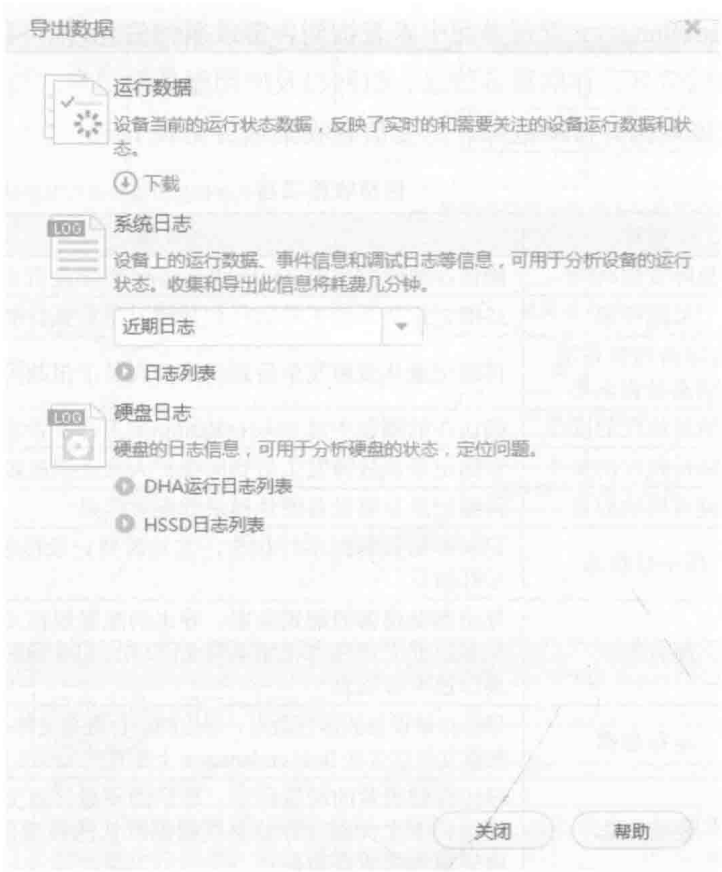 导出数据
运行数据
设备当前的运行状态数据，反映了实时的和需要关注的设备运行数据和状
态。
下载
LOG
系统日志
设备上的运行数据、事件信息和调试日志等信息，可用于分析设备的运行
状态。收集和导出此信息将耗费几分钟。
近期日志
日志列表
LOG
硬盘日志
硬盘的日志信息，可用于分析硬盘的状态，定位问题。
DHA运行日志列表
HSSD日志列表
关闭
帮助